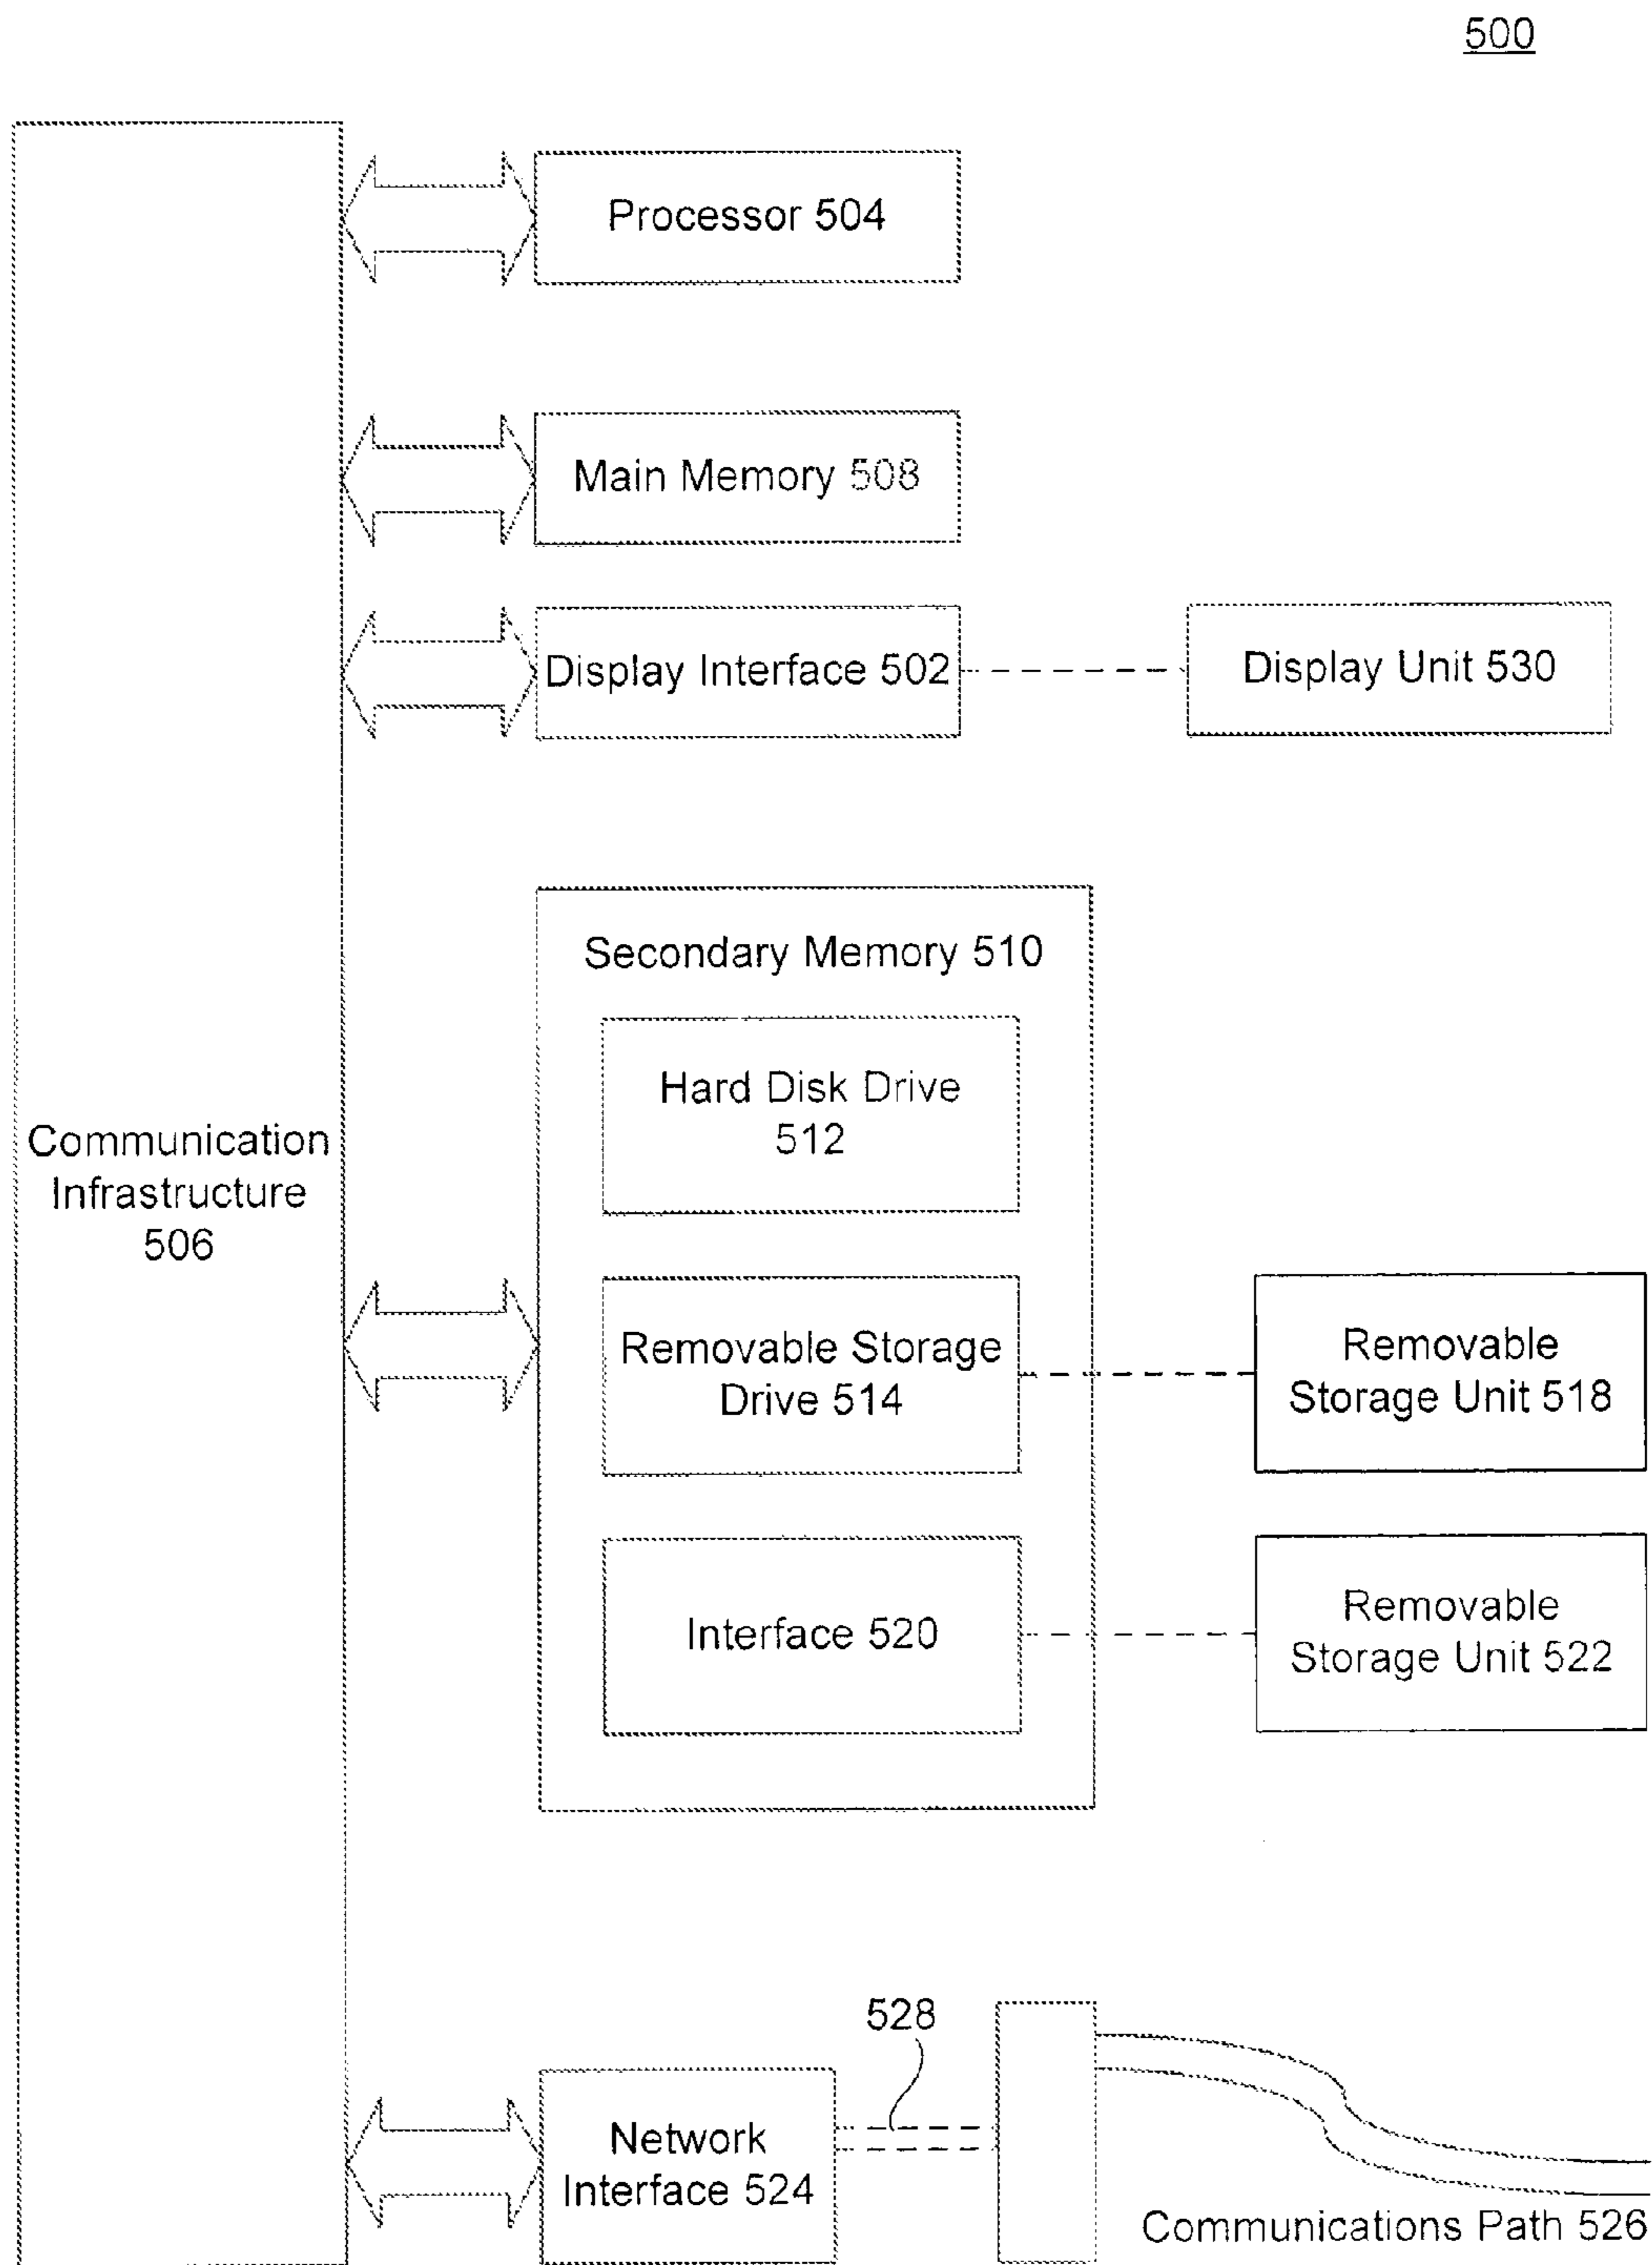 500
Processor 504
Main Memory 508
Display Interface 502
Display Unit 530
Secondary Memory 510
Hard Disk Drive
512
Communication
Infrastructure
506
Removable Storage
Drive 514
Removable
Storage Unit 518
Interface 520
Removable
Storage Unit 522
528
Network
Interface 524
Communications Path 526